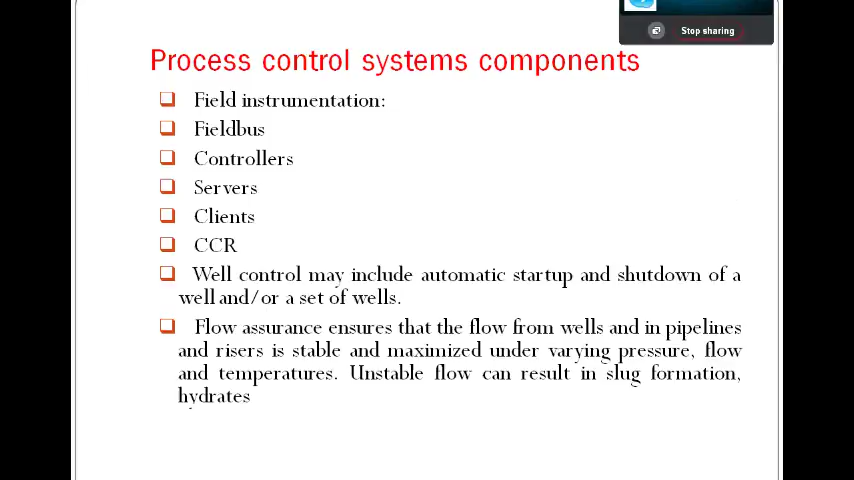 Stop sharing
Process control systems components
Field instrumentation:
Fieldbus
Controllers
Servers
Clients
CCR
Well control may include automatic startup and shutdown of a
well and/or a set of wells.
Flow assurance ensures that the flow from wells and in pipelines
and risers is stable and maximized under varying pressure, flow
and temperatures. Unstable flow can result in slug formation,
hydrates